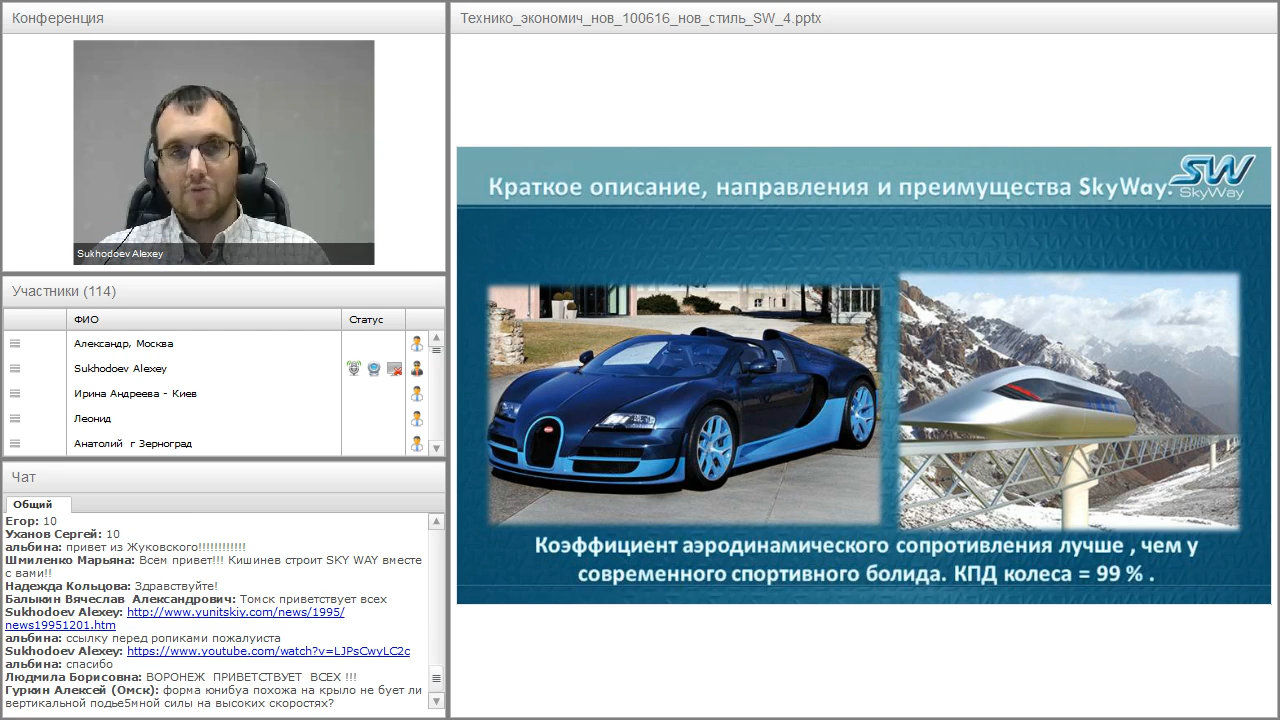 Конференция
Sukhodoev Alexey
Участники (114)
ФИО
Статус
Александр, Москва
Sukhodoev Alexey
Ирина Андреева - Киев
Леонид
Анатолий г Зерноград
Чат
Общий
Егор: 10
Уханов Сергей: 10
альбина: привет из Жуковского!!!!!!!!!!!!
Шмиленко Марьяна: Всем привет!!! Кишинев строит SKY WAY вместе
с вами!!
Надежда Кольцова: Здравствуйте!
Балыкин Вячеслав Александрович: Томск приветствует всех
Sukhodoev Alexey: http://www.yunitskiy.com/news/1995/
news19951201.htm
альбина: ссылку перед ропиками пожалуиста
Sukhodoev Alexey: https://www.youtube.com/watch?v=LJPsCwyLC2c
альбина: спасибо
Людмила Борисовна: ВОРОНЕЖ ПРИВЕТСТВУЕТ ВСЕХ !!!
Гуркин Алексей (Омск): форма юнибуа похожа на крыло не бует ли
вертикальной подье5мной силы на высоких скоростях?
Технико_экономич_нов_100616_нов_стиль_SW_4.pptx
Краткое описание, направления и преимущества SkyWay.
SW
SkyWay
Коэффициент аэродинамического сопротивления лучше , чем у
современного спортивного болида. КПД колеса = 99 % .